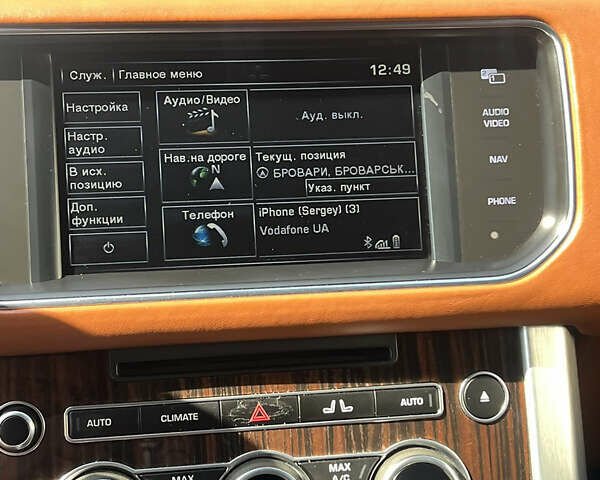 Служ. Главное меню 12:49
Настройка
Настр. аудио
В исх. позицию
Доп. функции
Аудио/Видео
Ауд. выкл.
Нав.на дороге
N
Текущ. позиция
БРОВАРИ, БРОВАРСЬК...
Указ. пункт
Телефон
iPhone (Sergey) (3)
Vodafone UA
1
AUDIO
VIDEO
NAV
PHONE
AUTO CLIMATE AUTO
MAX MAX
A/C